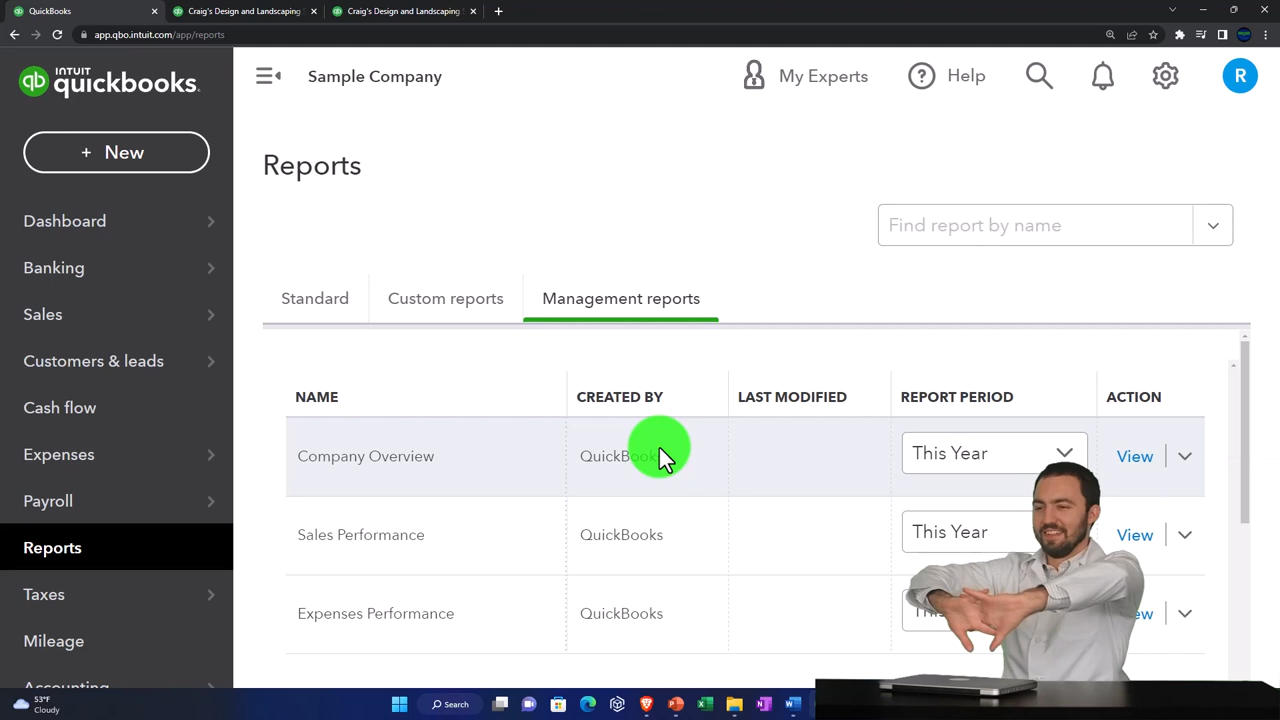 QuickBooks
Craig's Design and Landscaping S
Craig's Design and Landscaping S
app.qbo.intuit.com/app/reports
INTUIT
quickbooks.
qb
Sample Company
My Experts
Help
R
+ New
Reports
Dashboard
Banking
Sales
Customers & leads
Cash flow
Expenses
Payroll
Reports
Taxes
Mileage
Accounting
Find report by name
Standard
Custom reports
Management reports
NAME CREATED BY LAST MODIFIED REPORT PERIOD ACTION
Company Overview QuickBooks This Year View
Sales Performance QuickBooks This Year View
Expenses Performance QuickBooks
53°F
Cloudy
Search